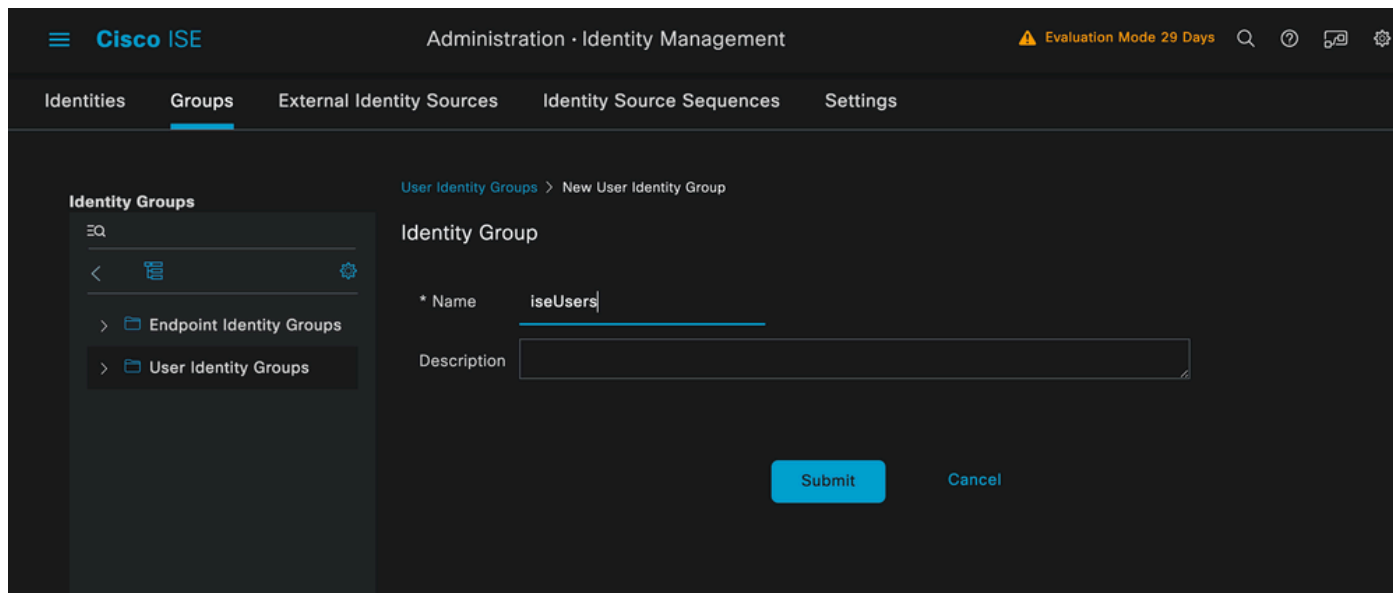 Cisco ISE
Administration · Identity Management
Evaluation Mode 29 Days
Identities Groups External Identity Sources Identity Source Sequences Settings
Identity Groups
Endpoint Identity Groups
User Identity Groups
User Identity Groups > New User Identity Group
Identity Group
* Name iseUsers
Description
Submit Cancel